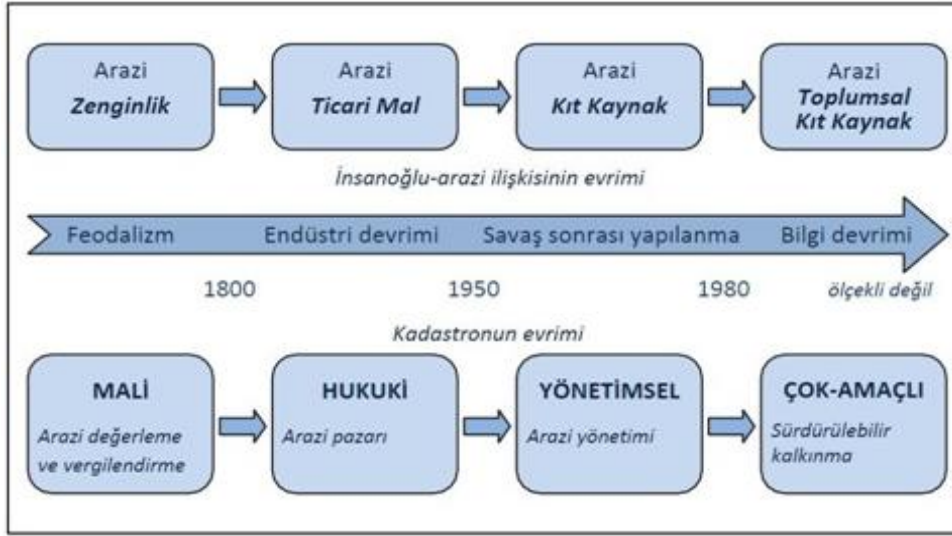 Arazi
Zenginlik
Arazi
Ticari Mal
Arazi
Kıt Kaynak
Arazi
Toplumsal
Kıt Kaynak
İnsanoğlu-arazi ilişkisinin evrimi
Feodalizm
Endüstri devrimi
Savaş sonrası yapılanma
Bilgi devrimi
1800
1950
1980
ölçekli değil
Kadastronun evrimi
MALİ
Arazi değerleme
ve vergilendirme
HUKUKİ
Arazi pazarı
YÖNETİMSEL
Arazi yönetimi
ÇOK-AMAÇLI
Sürdürülebilir
kalkınma